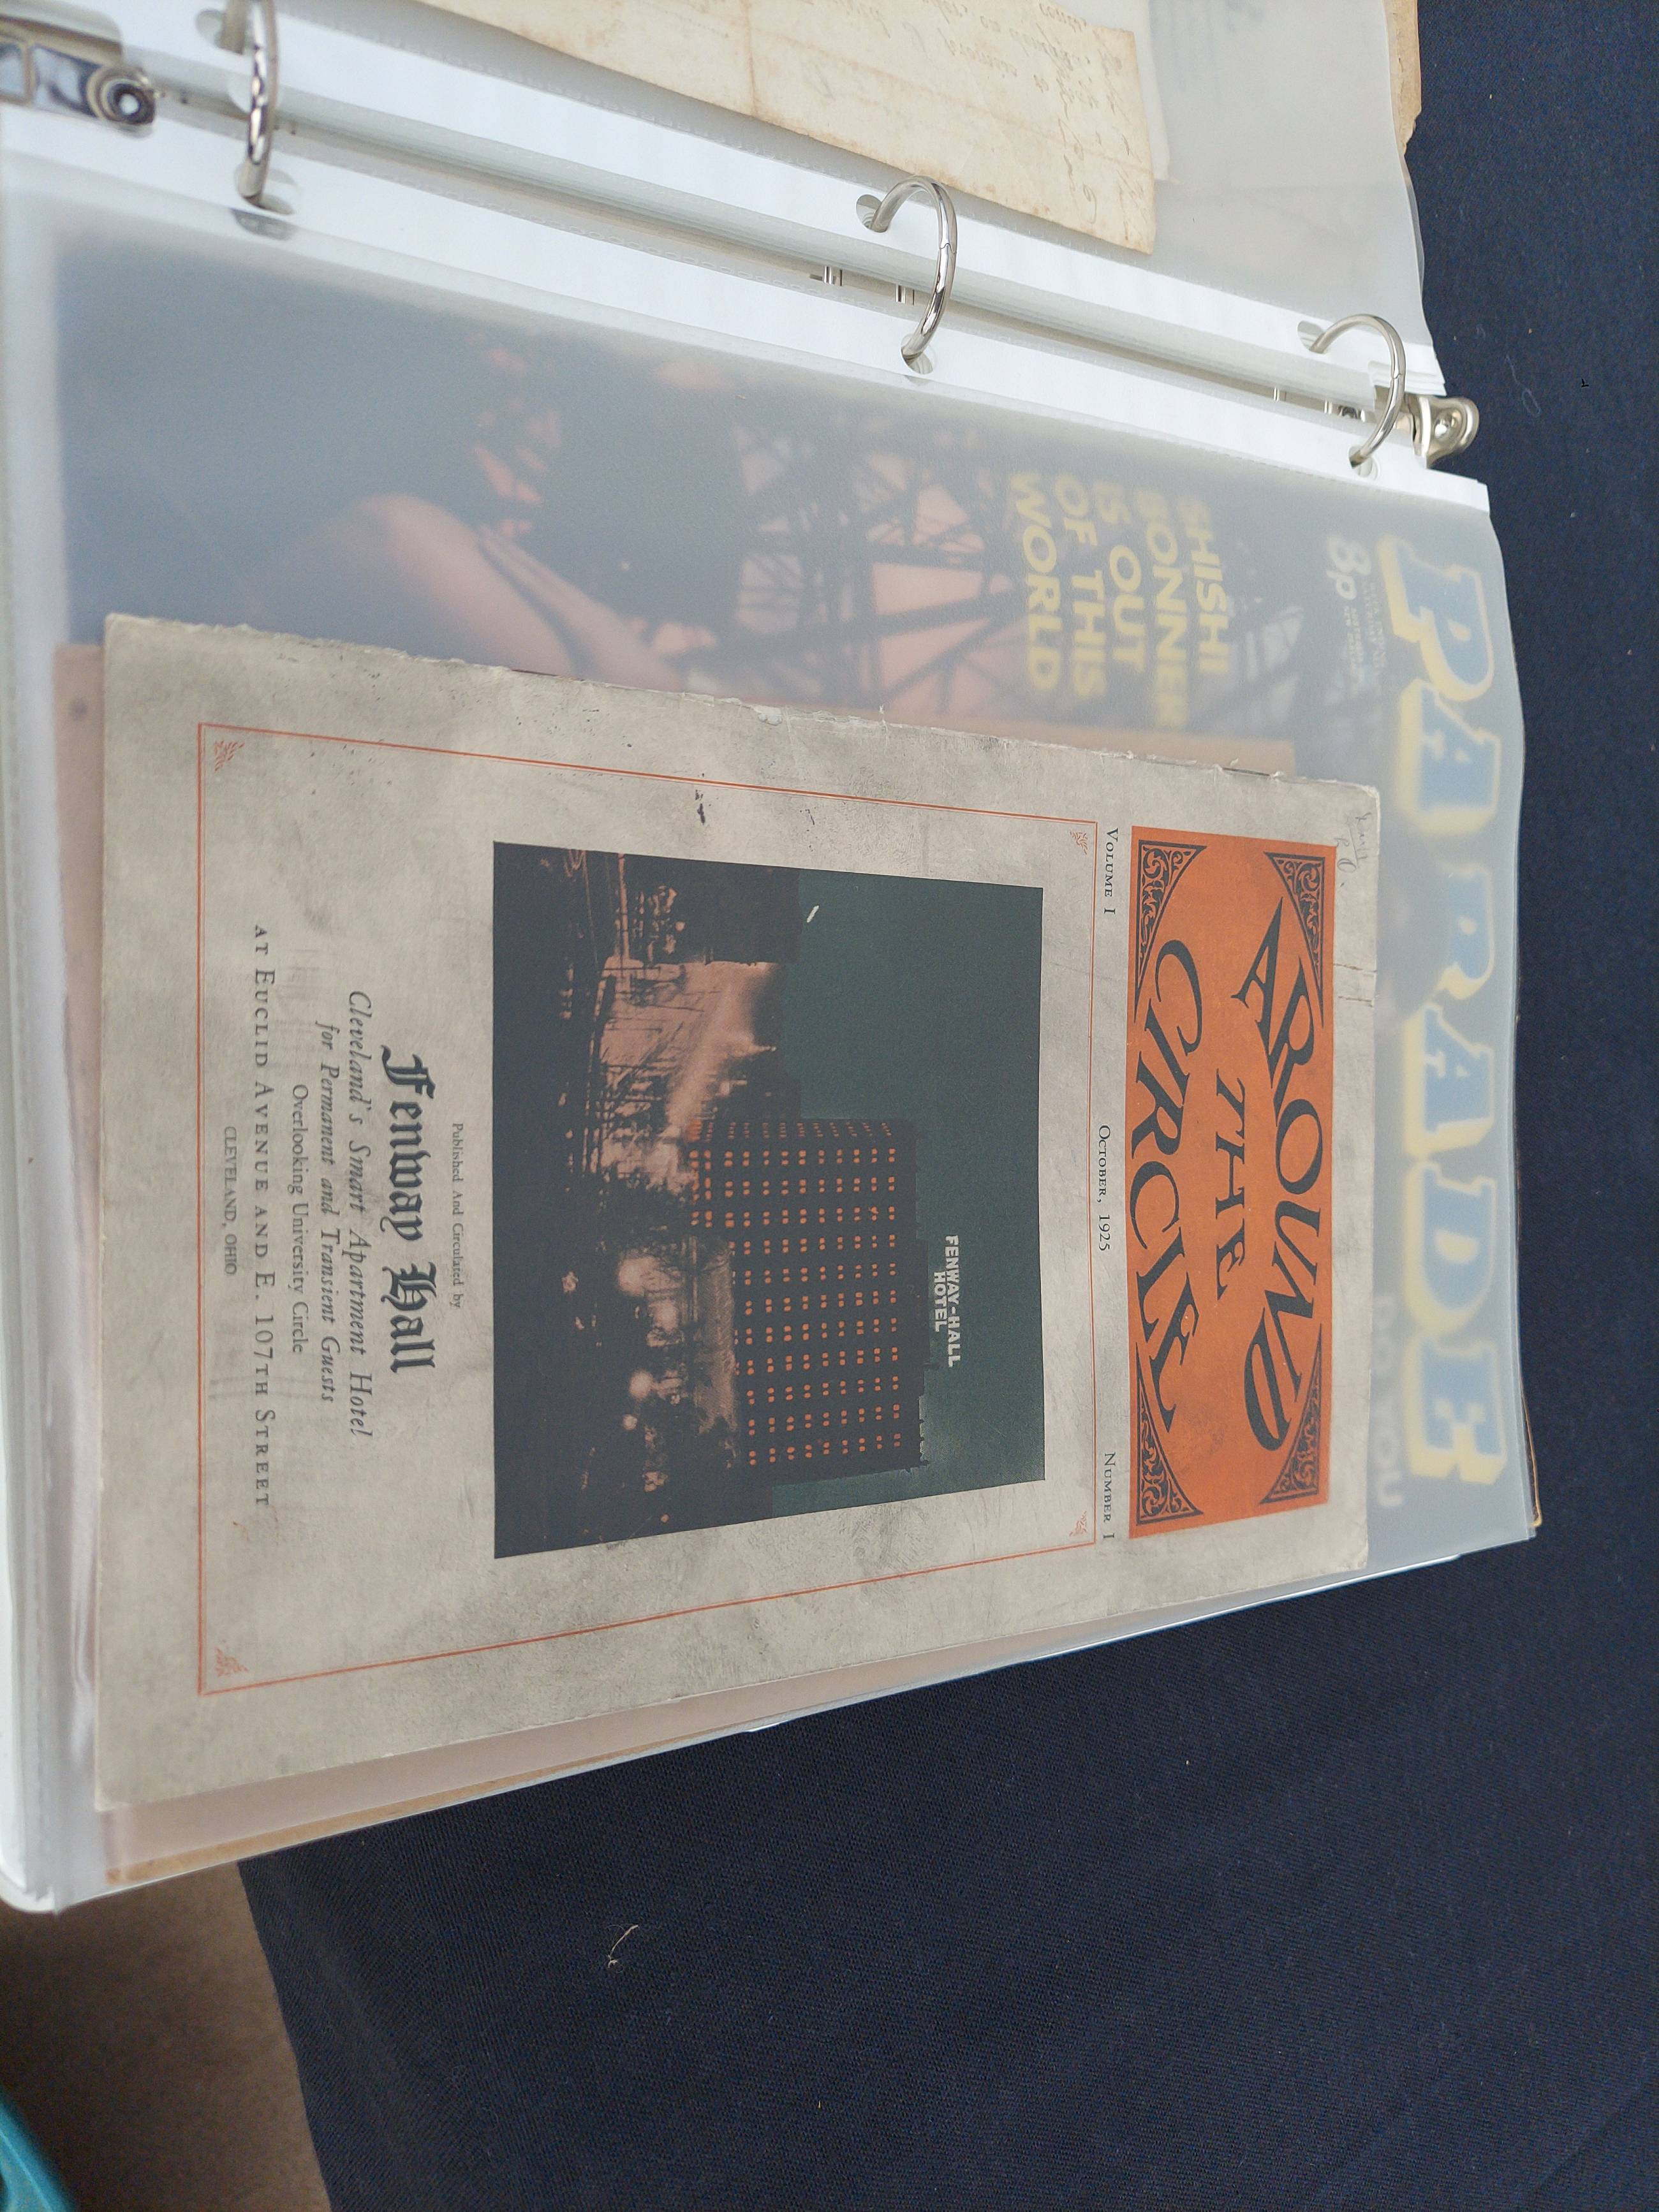 PARADE
8p
SHISHI
BONNER
IS OUT
OF THIS
WORLD
AROUND
THE
CIRCLE
VOLUME I OCTOBER, 1925 NUMBER I
FENWAY-HALL
HOTEL
Published And Circulated by
Fenway Hall
Cleveland's Smart Apartment Hotel
for Permanent and Transient Guests
Overlooking University Circle
AT EUCLID AVENUE AND E. 107TH STREET
CLEVELAND, OHIO